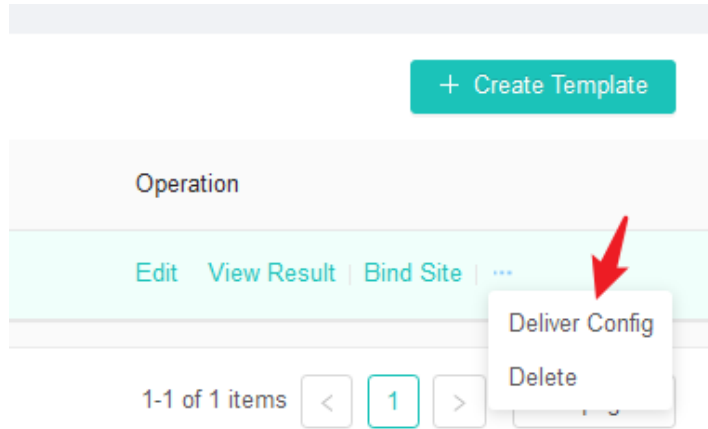 + Create Template
Operation
Edit View Result | Bind Site | ...
Deliver Config
Delete
1-1 of 1 items < 1 >